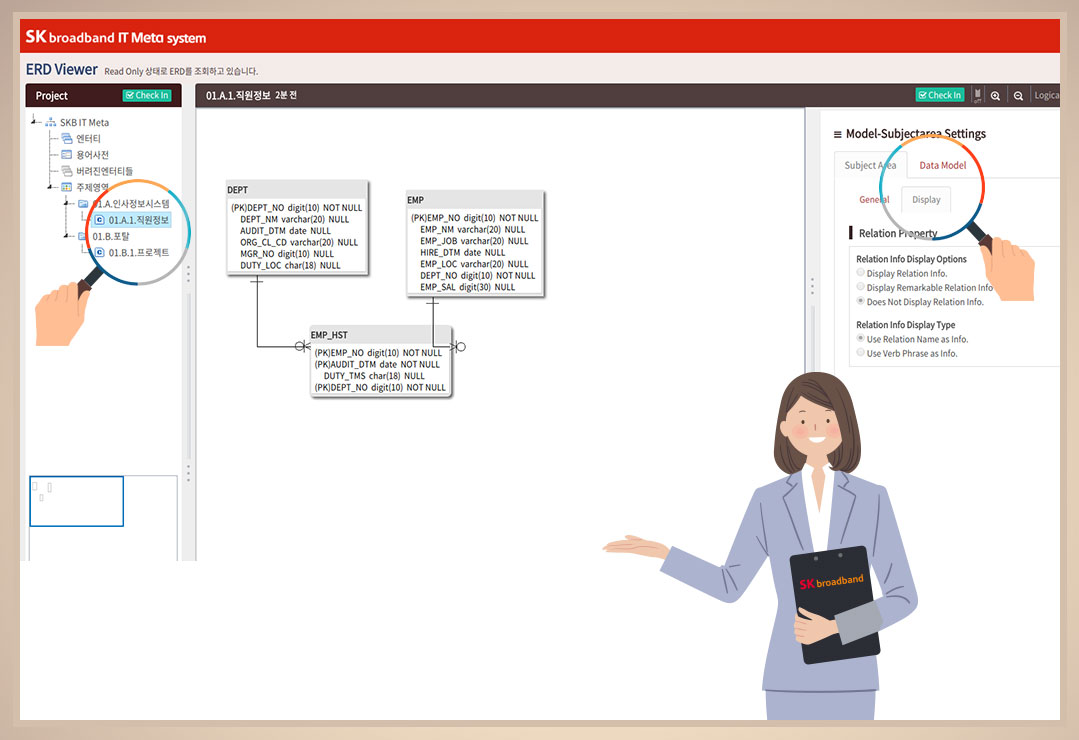 SK broadband IT Meta system
ERD Viewer Read Only 상태로 ERD를 조회하고 있습니다.
Project Check In
SKB IT Meta
엔터티
용어사전
버려진엔터티들
주제영역
01.A.인사정보시스템
01.A.1.직원정보
01.B.포탈
01.B.1.프로젝트
01.A.1.직원정보 2분 전
Check In off Logica
DEPT
(PK)DEPT_NO digit(10) NOT NULL
DEPT_NM varchar(20) NULL
AUDIT_DTM date NULL
ORG_CL_CD varchar(20) NULL
MGR_NO digit(10) NULL
DUTY_LOC char(18) NULL
EMP
(PK)EMP_NO digit(10) NOT NULL
EMP_NM varchar(20) NULL
EMP_JOB varchar(9) NULL
HIRE_DTM date NULL
EMP_LOC varchar(20) NULL
DEPT_NO digit(10) NOT NULL
EMP_SAL digit(30) NULL
EMP_HST
(PK)EMP_NO digit(10) NOT NULL
(PK)AUDIT_DTM date NOT NULL
DUTY_TMS char(18) NULL
(PK)DEPT_NO digit(10) NOT NULL
Model-Subjectarea Settings
Subject Area Data Model
General Display
Relation Property
Relation Info Display Options
Display Relation Info.
Display Remarkable Relation Info
Does Not Display Relation Info.
Relation Info Display Type
Use Relation Name as Info.
Use Verb Phrase as Info.
SK broadband